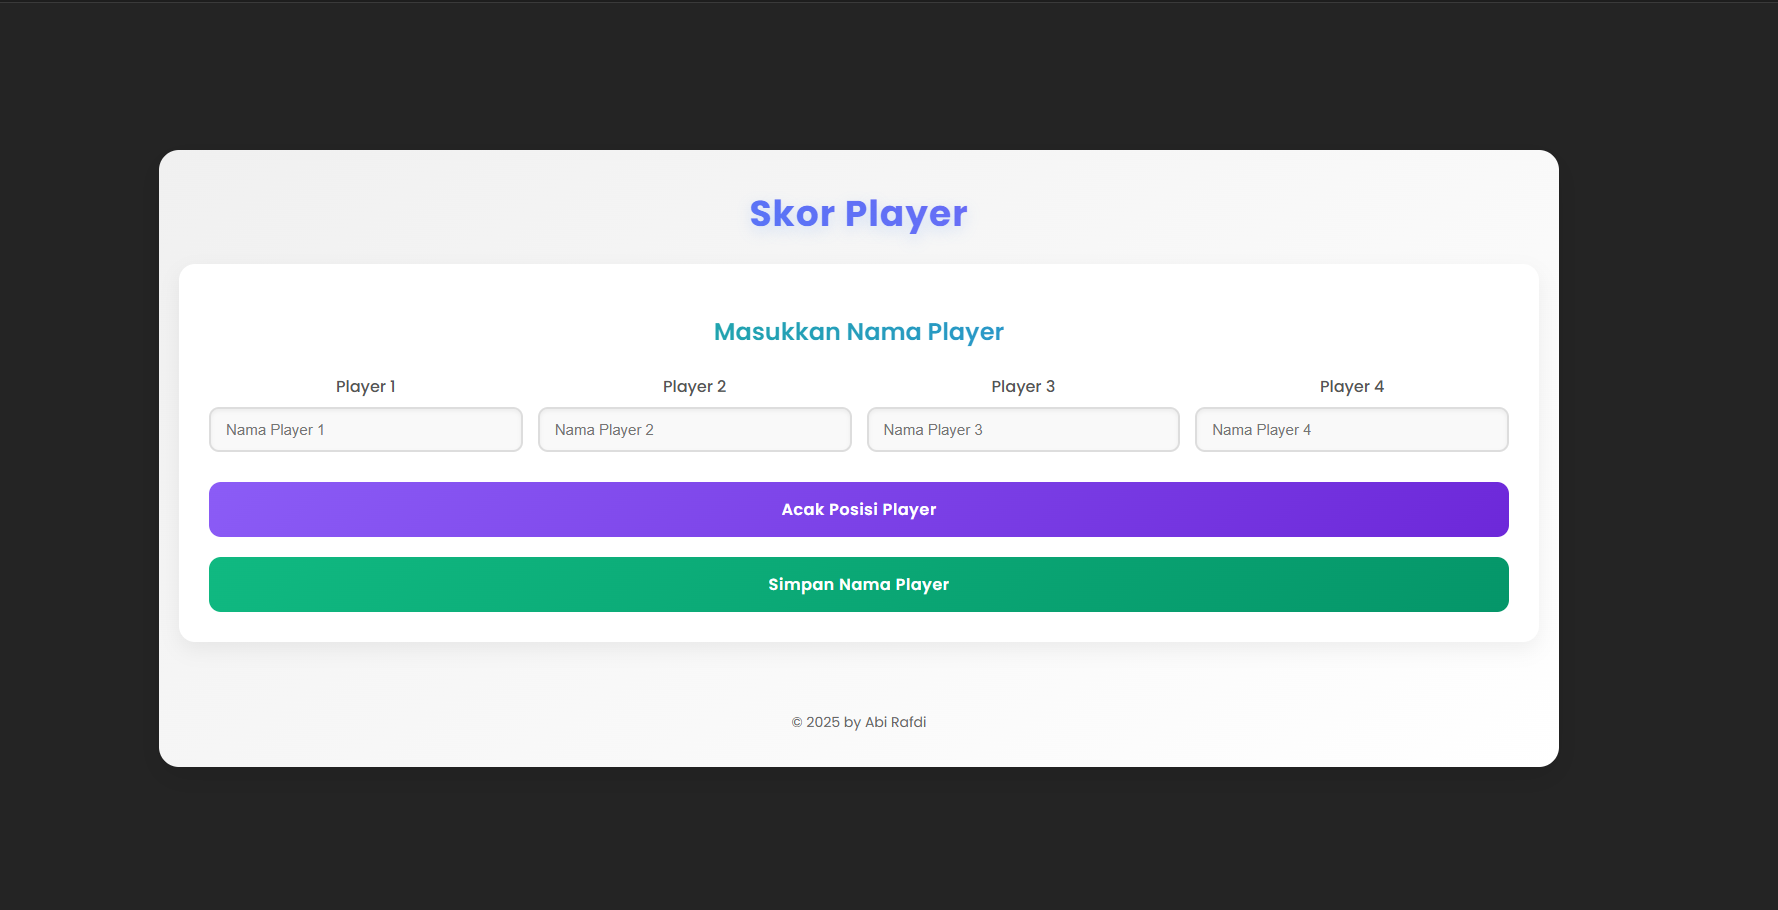 Skor Player
Masukkan Nama Player
Player 1
Player 2
Player 3
Player 4
Nama Player 1
Nama Player 2
Nama Player 3
Nama Player 4
Acak Posisi Player
Simpan Nama Player
© 2025 by Abi Rafdi